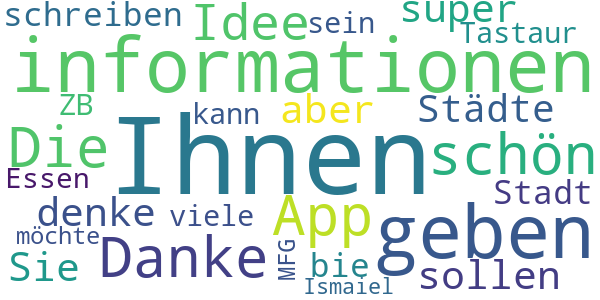 schreiben Idee sein super
Tastaur
informationen
ZB kann aber Städte
Die Ihnen schön
Essen Stadt
denke viele App geben
möchte MFG
Sie Danke bie sollen
Ismaiel